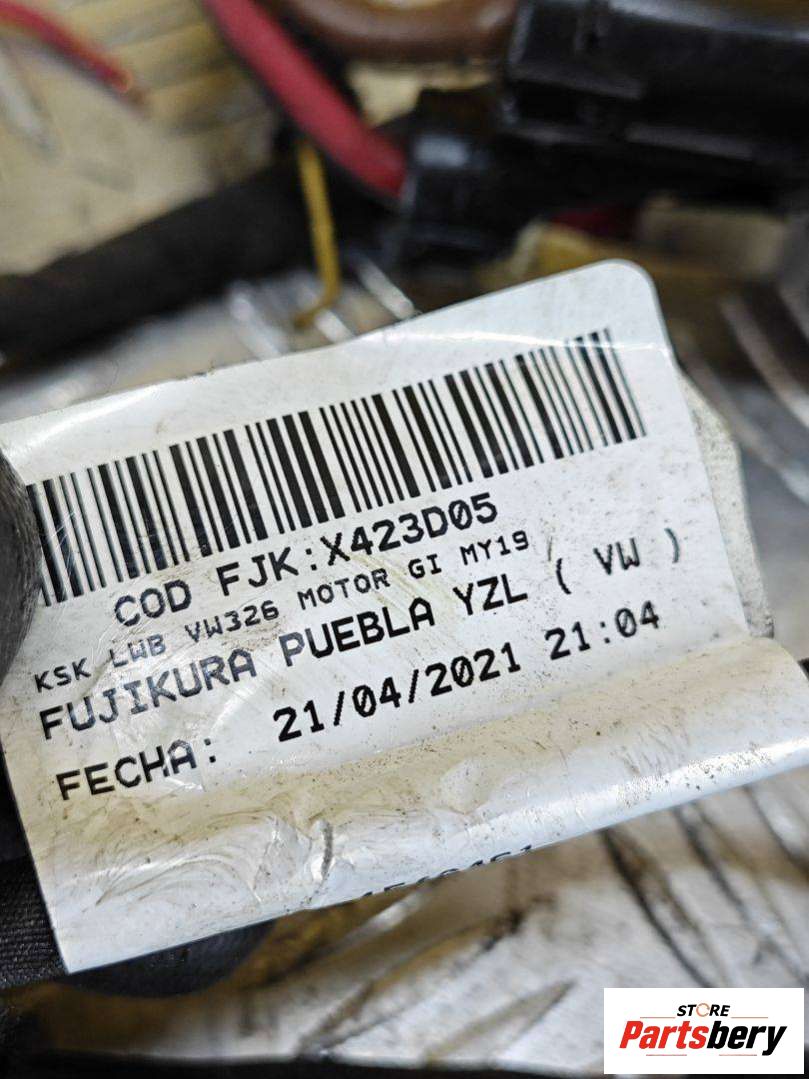 COD FJK:X423D05
KSK LWB VW326 MOTOR GI MY19
FUJIKURA PUEBLA YZL ( VW )
FECHA: 21/04/2021 21:04
STORE
Partsbery